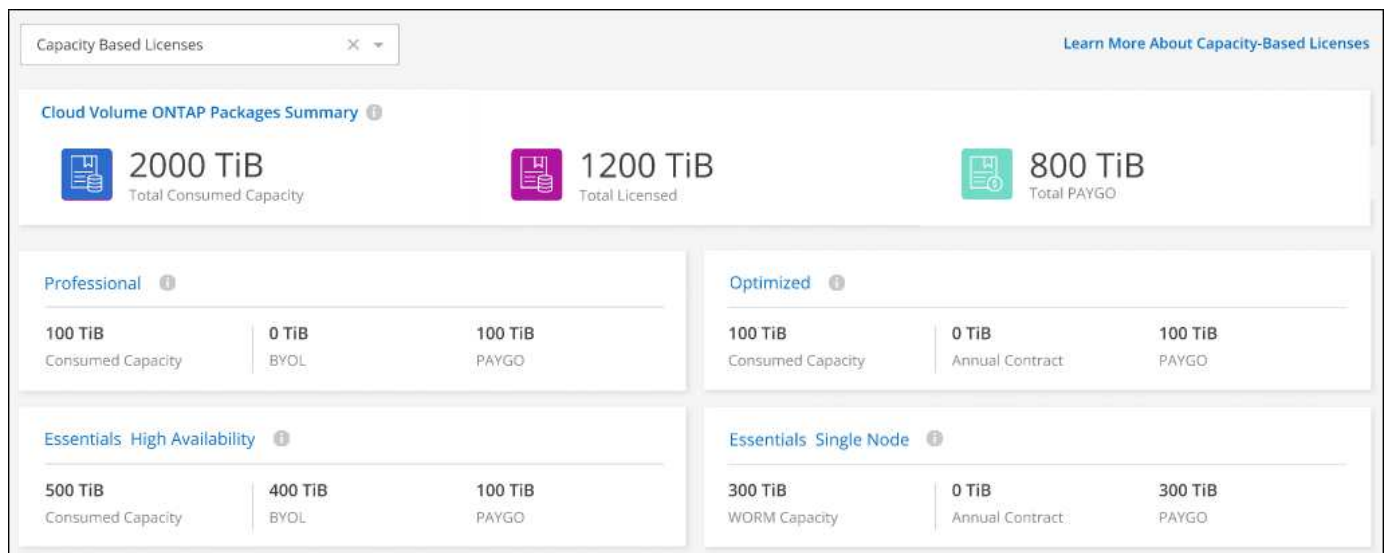 Capacity Based Licenses
Learn More About Capacity-Based Licenses
Cloud Volume ONTAP Packages Summary
2000 TiB
Total Consumed Capacity
1200 TiB
Total Licensed
800 TiB
Total PAYGO
Professional
100 TiB
Consumed Capacity
0 TiB
BYOL
100 TiB
PAYGO
Optimized
100 TiB
Consumed Capacity
0 TiB
Annual Contract
100 TiB
PAYGO
Essentials High Availability
500 TiB
Consumed Capacity
400 TiB
BYOL
100 TiB
PAYGO
Essentials Single Node
300 TiB
WORM Capacity
0 TiB
Annual Contract
300 TiB
PAYGO